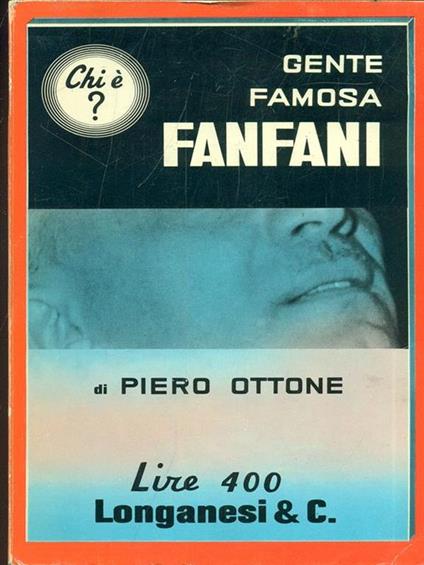 Chi è
?
GENTE
FAMOSA
FANFANI
di PIERO OTTONE
Lire 400
Longanesi & C.